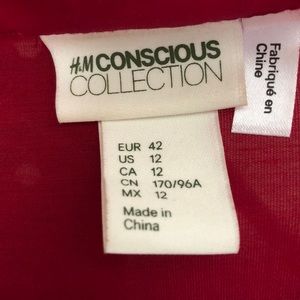 H&M CONSCIOUS
COLLECTION
EUR 42
US 12
CA 12
CN 170/96A
MX 12
Made in
China
Fabriqué en
Chine